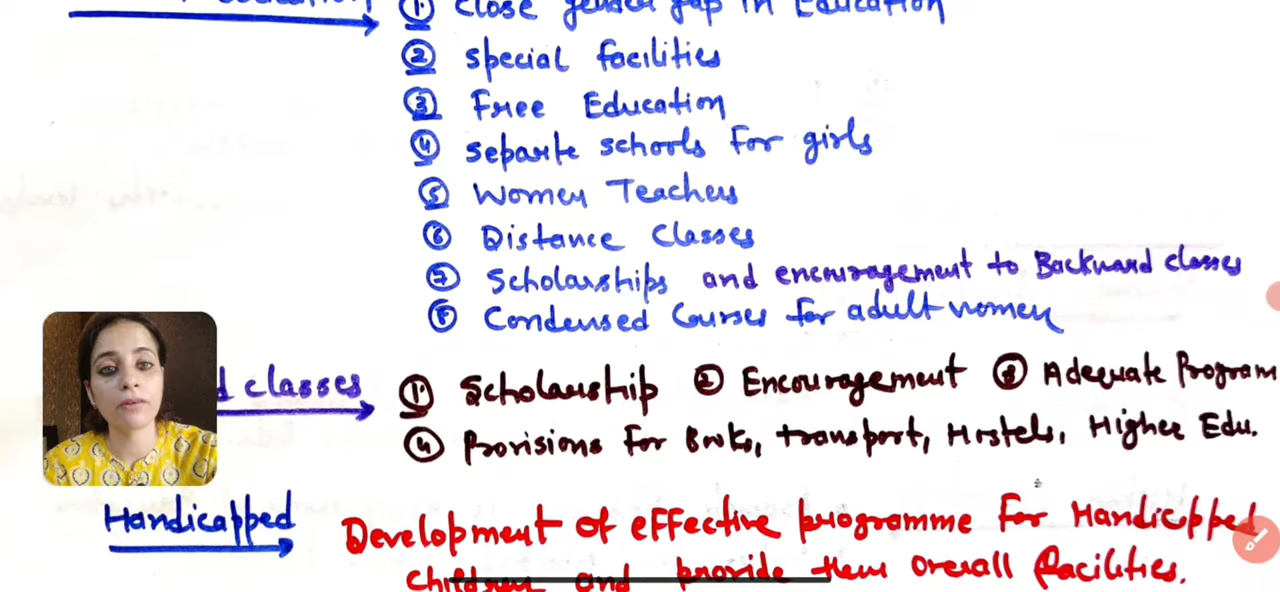 ① Close gender gap in Education
② special facilities
③ Free Education
④ separte schools for girls
⑤ Women Teachers
⑥ Distance Classes
⑦ Scholarships and encouragement to Backward classes
⑧ Condensed Courses for adult women
classes ① Scholarship ② Encouragement ③ Adequate Program
④ Provisions for Books, transport, Hostels, Higher Edu.
Handicapped Development of effective programme for Handicapped
children and provide them overall facilities.